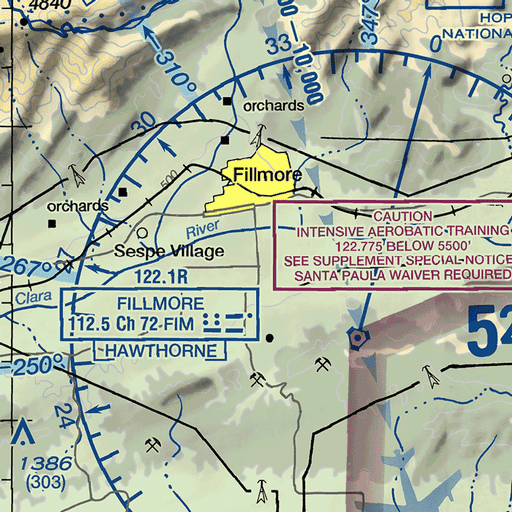 4840
00 - 10,000
347°
HOP
NATIONA
33
0
310°
orchards
30
500
Fillmore
orchards
River
Sespe Village
CAUTION
INTENSIVE AEROBATIC TRAINING
122.775 BELOW 5500'
SEE SUPPLEMENT SPECIAL NOTICE
SANTA PAULA WAIVER REQUIRED
267°
122.1R
Clara
FILLMORE
112.5 Ch 72 FIM
HAWTHORNE
52
250°
24
1386
(303)